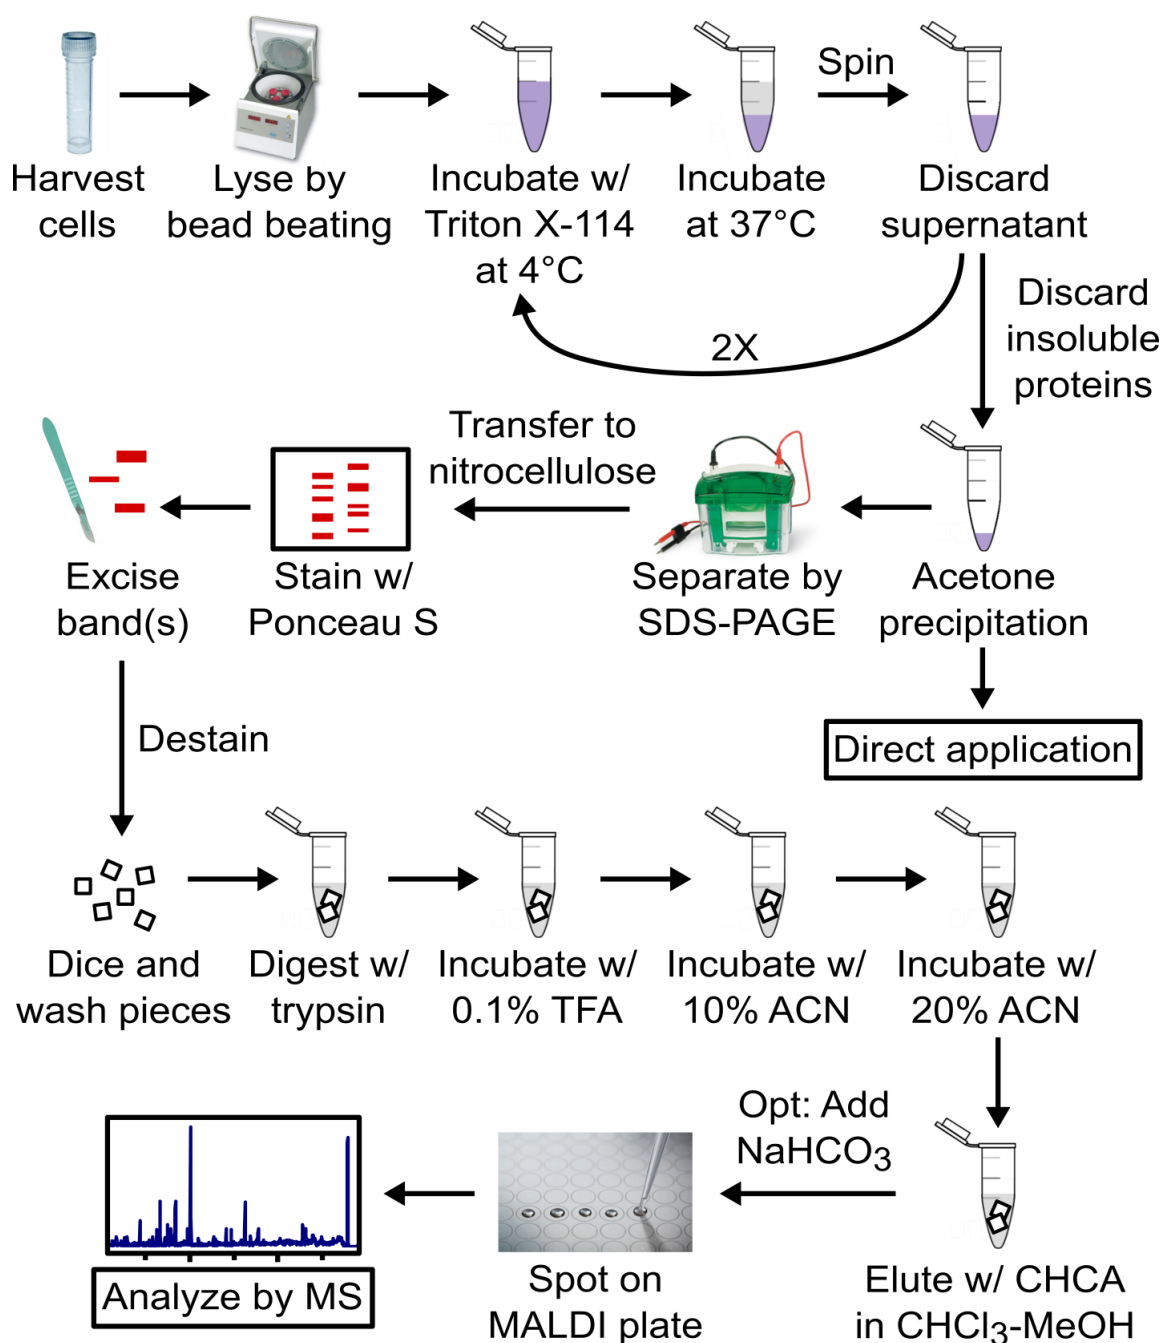 Spin
Harvest
cells
Lyse by
bead beating
Incubate w/
Triton X-114
at 4°C
Incubate
at 37°C
Discard
supernatant
2X
Discard
insoluble
proteins
Transfer to
nitrocellulose
Excise
band(s)
Stain w/
Ponceau S
Separate by
SDS-PAGE
Acetone
precipitation
Destain
Direct application
Dice and
wash pieces
Digest w/
trypsin
Incubate w/
0.1% TFA
Incubate w/
10% ACN
Incubate w/
20% ACN
Opt: Add
NaHCO₃
Analyze by MS
Spot on
MALDI plate
Elute w/ CHCA
in CHCl₃-MeOH